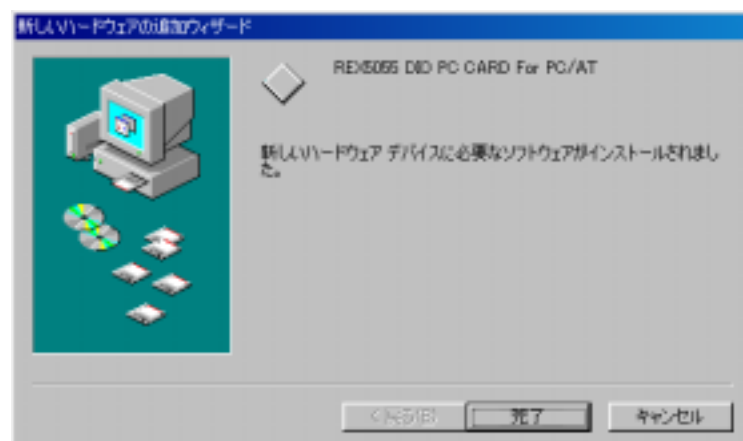 新しいハードウェアの追加ウィザード
REX5055 DIO PC CARD For PC/AT
新しいハードウェア デバイスに必要なソフトウェアがインストールされまし
た。
< 戻る(B)
完了
キャンセル